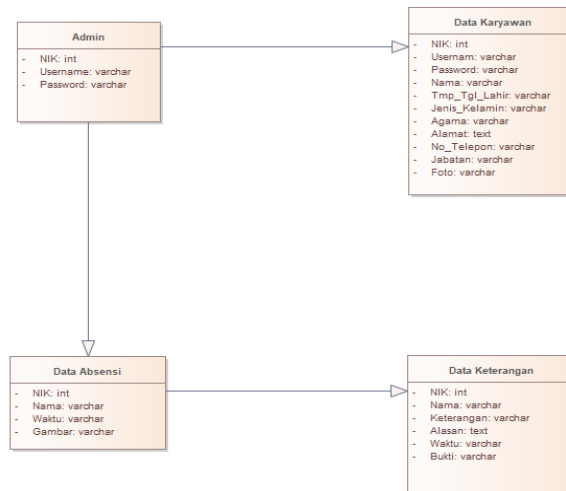 Admin
- NIK: int
- Username: varchar
- Password: varchar
Data Karyawan
- NIK: int
- Usernam: varchar
- Password: varchar
- Nama: varchar
- Tmp_Tgl_Lahir: varchar
- Jenis_Kelamin: varchar
- Agama: varchar
- Alamat: text
- No_Telepon: varchar
- Jabatan: varchar
- Foto: varchar
Data Absensi
- NIK: int
- Nama: varchar
- Waktu: varchar
- Gambar: varchar
Data Keterangan
- NIK: int
- Nama: varchar
- Keterangan: varchar
- Alasan: text
- Waktu: varchar
- Bukti: varchar